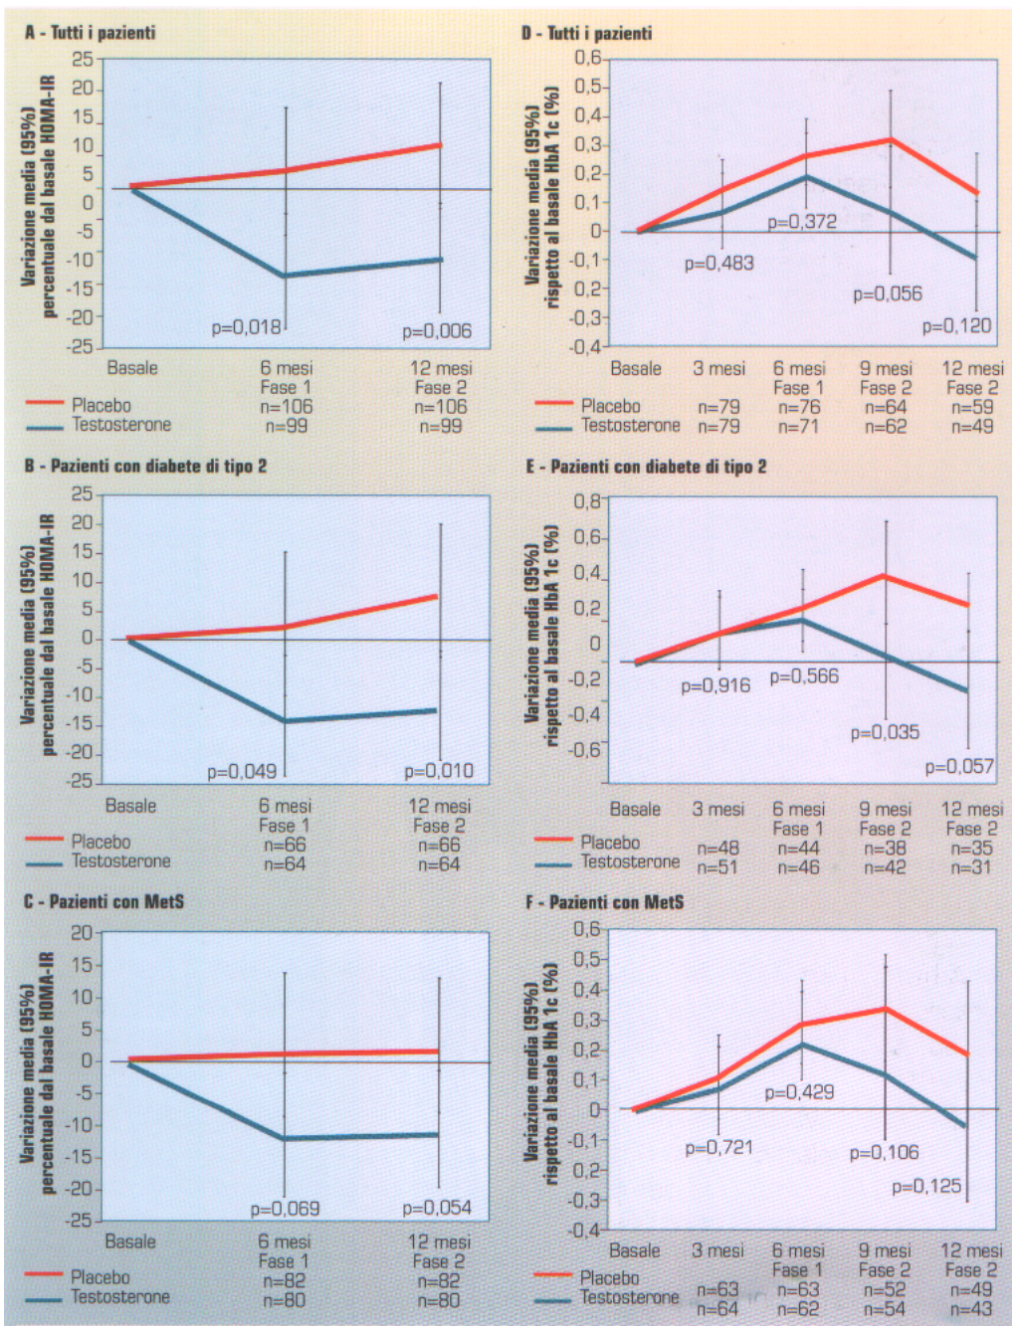 A - Tutti i pazienti
Variazione media (95%)
percentuale dal basale HOMA-IR
25
20
15
10
5
0
-5
-10
-15
-20
-25
p=0,018
p=0,006
Basale
6 mesi
12 mesi
Fase 1
Fase 2
Placebo
n=106
n=106
Testosterone
n=99
n=99
B - Pazienti con diabete di tipo 2
Variazione media (95%)
percentuale dal basale HOMA-IR
25
20
15
10
5
0
-5
-10
-15
-20
-25
p=0,049
p=0,010
Basale
6 mesi
12 mesi
Fase 1
Fase 2
Placebo
n=66
n=66
Testosterone
n=64
n=64
C - Pazienti con MetS
Variazione media (95%)
percentuale dal basale HOMA-IR
20
15
10
5
0
-5
-10
-15
-20
-25
p=0,069
p=0,054
Basale
6 mesi
12 mesi
Fase 1
Fase 2
Placebo
n=82
n=82
Testosterone
n=80
n=80
D - Tutti i pazienti
Variazione media (95%)
rispetto al basale HbA 1c (%)
0,6
0,5
0,4
0,3
0,2
0,1
0
-0,1
-0,2
-0,3
-0,4
p=0,483
p=0,372
p=0,056
p=0,120
Basale
3 mesi
6 mesi
9 mesi
12 mesi
Fase 1
Fase 2
Fase 2
Placebo
n=79
n=76
n=64
n=59
Testosterone
n=79
n=71
n=62
n=49
E - Pazienti con diabete di tipo 2
Variazione media (95%)
rispetto al basale HbA 1c (%)
0,8
0,6
0,4
0,2
0
-0,2
-0,4
-0,6
p=0,916
p=0,566
p=0,035
p=0,057
Basale
3 mesi
6 mesi
9 mesi
12 mesi
Fase 1
Fase 2
Fase 2
Placebo
n=48
n=44
n=38
n=35
Testosterone
n=51
n=46
n=42
n=31
F - Pazienti con MetS
Variazione media (95%)
rispetto al basale HbA 1c (%)
0,6
0,5
0,4
0,3
0,2
0,1
0
-0,1
0,2
-0,3
-0,4
p=0,721
p=0,429
p=0,106
p=0,125
Basale
3 mesi
6 mesi
9 mesi
12 mesi
Fase 1
Fase 2
Fase 2
Placebo
n=63
n=63
n=52
n=49
Testosterone
n=64
n=62
n=54
n=43